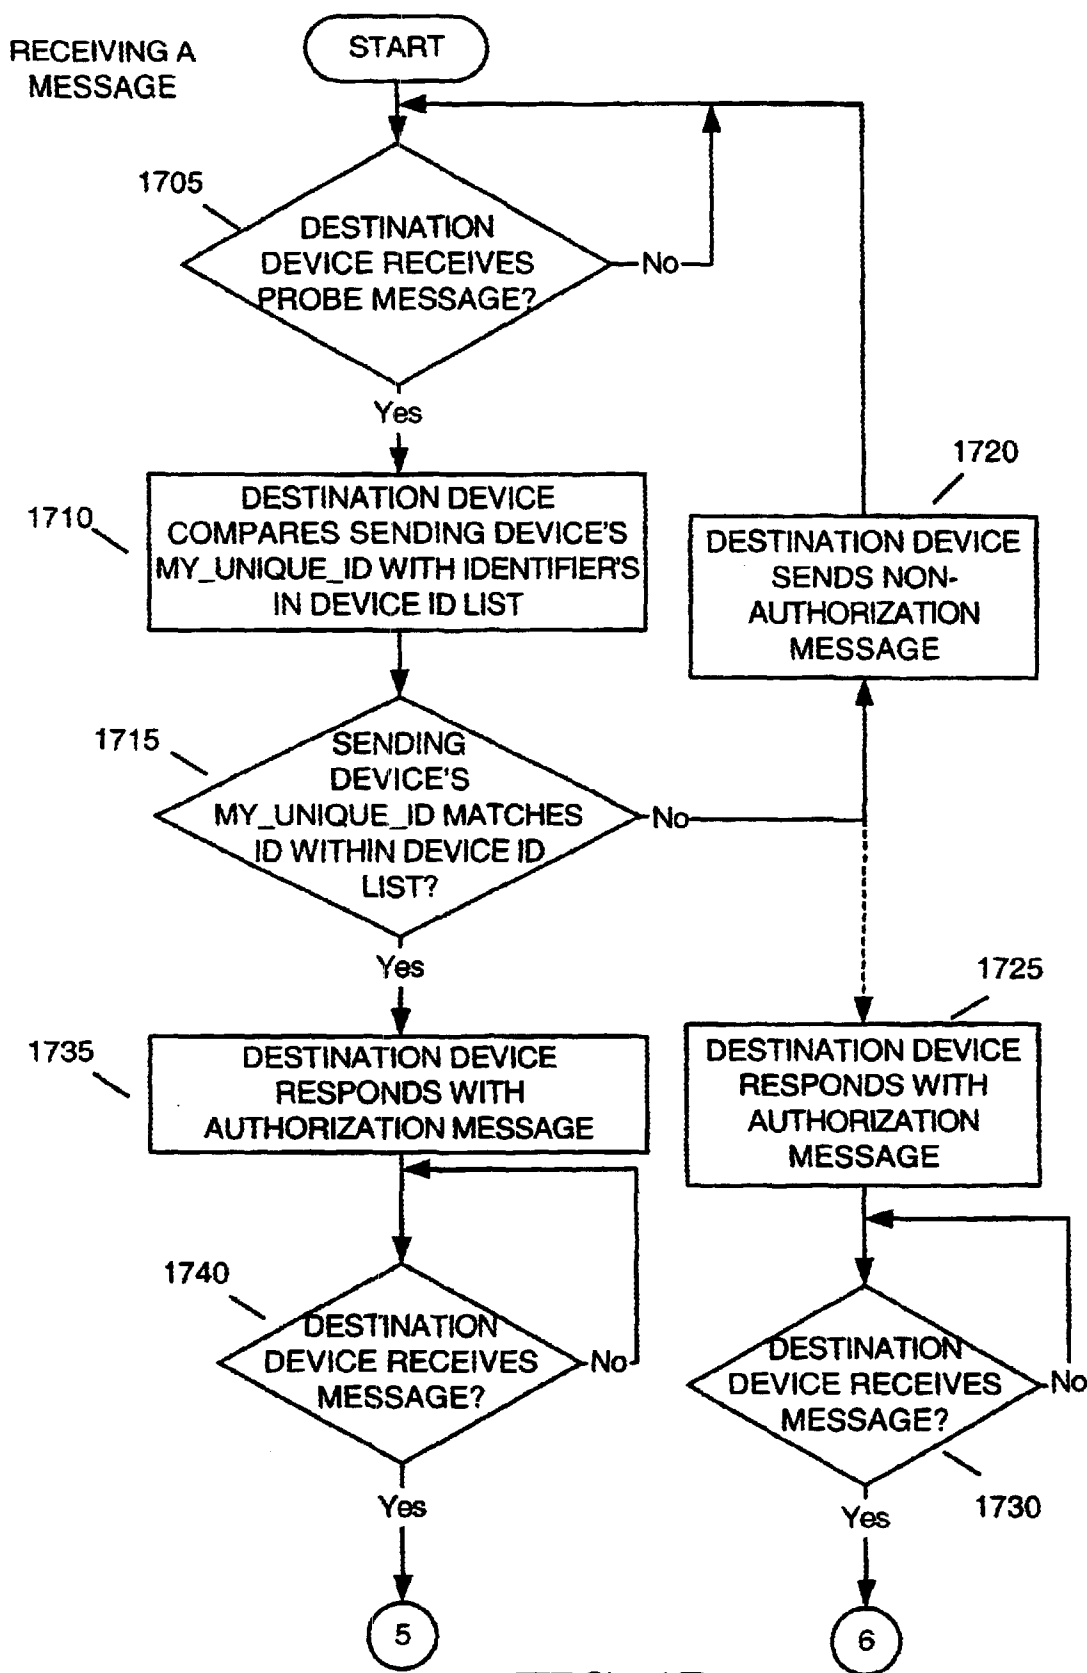 RECEIVING A
MESSAGE
START
1705
DESTINATION
DEVICE RECEIVES
PROBE MESSAGE?
No
Yes
1710
DESTINATION DEVICE
COMPARES SENDING DEVICE'S
MY_UNIQUE_ID WITH IDENTIFIER'S
IN DEVICE ID LIST
1720
DESTINATION DEVICE
SENDS NON-
AUTHORIZATION
MESSAGE
1715
SENDING
DEVICE'S
MY_UNIQUE_ID MATCHES
ID WITHIN DEVICE ID
LIST?
No
Yes
1735
DESTINATION DEVICE
RESPONDS WITH
AUTHORIZATION MESSAGE
1725
DESTINATION DEVICE
RESPONDS WITH
AUTHORIZATION
MESSAGE
1740
DESTINATION
DEVICE RECEIVES
MESSAGE?
No
Yes
5
DESTINATION
DEVICE RECEIVES
MESSAGE?
No
1730
Yes
6